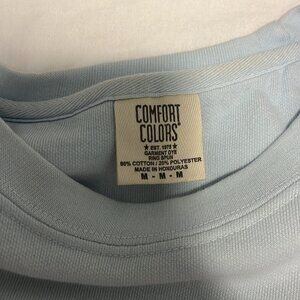 COMFORT
COLORS®
★ EST. 1975 ★
GARMENT DYE
RING SPUN
80% COTTON / 20% POLYESTER
MADE IN HONDURAS
M - M - M